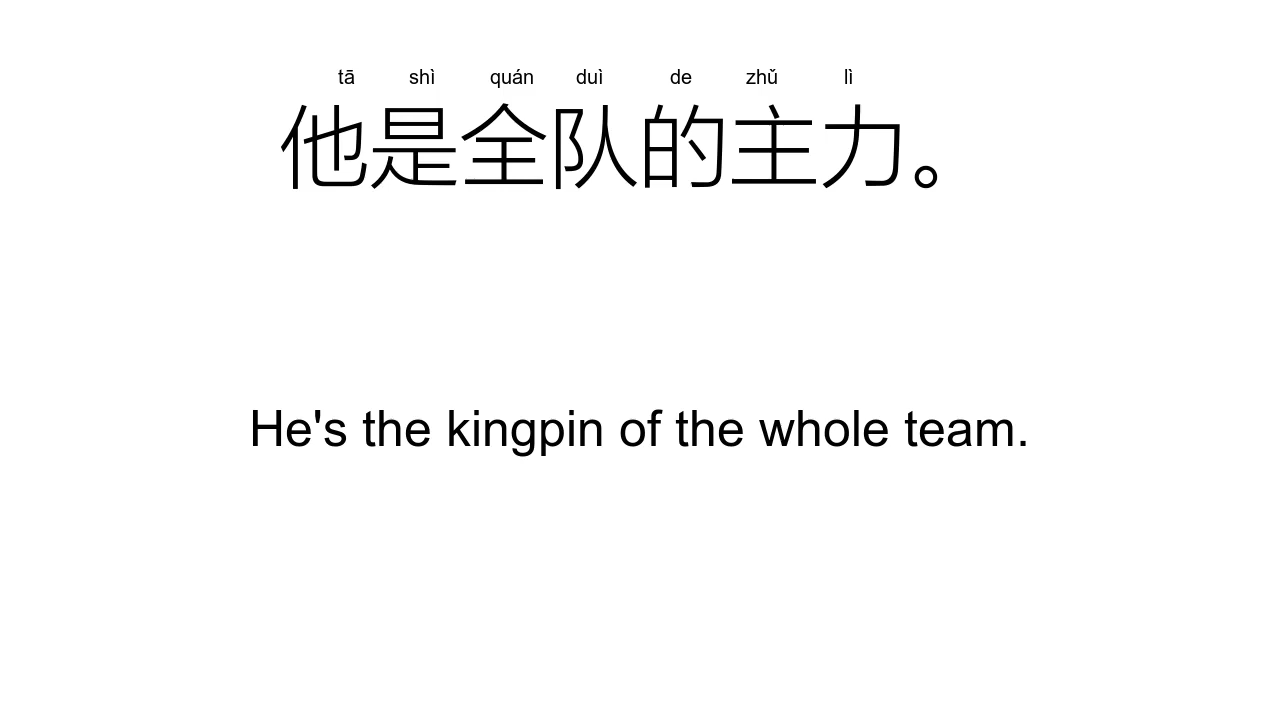 tā shì quán duì de zhǔ lì
他是全队的主力。
He's the kingpin of the whole team.